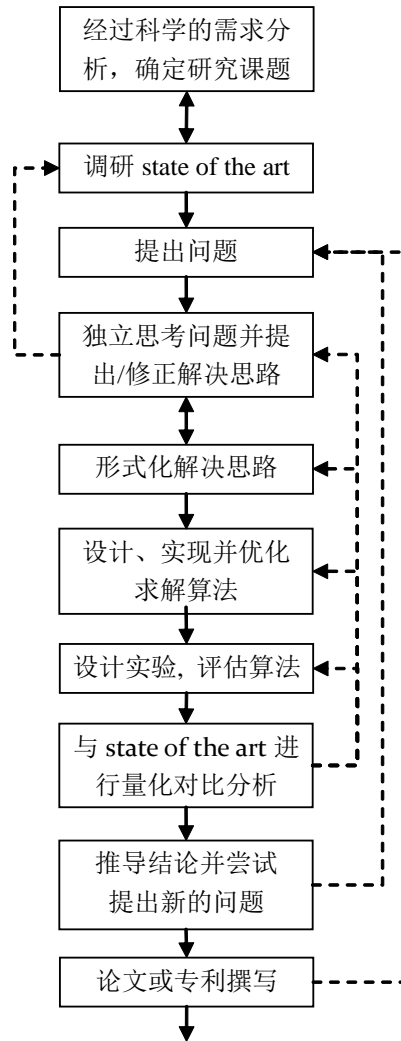 经过科学的需求分
析，确定研究课题
调研 state of the art
提出问题
独立思考问题并提
出/修正解决思路
形式化解决思路
设计、实现并优化
求解算法
设计实验, 评估算法
与 state of the art 进
行量化对比分析
推导结论并尝试
提出新的问题
论文或专利撰写